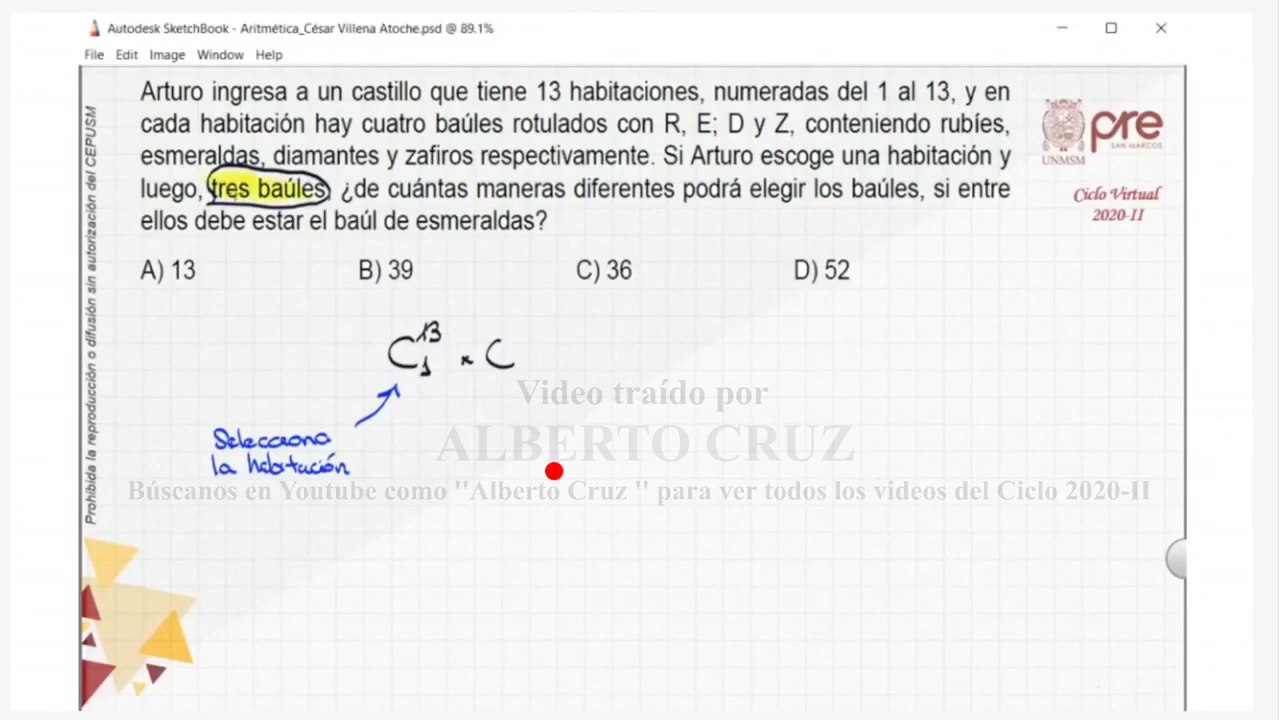 Autodesk SketchBook - Aritmética_César Villena Atoche.psd @ 89.1%
File Edit Image Window Help
Arturo ingresa a un castillo que tiene 13 habitaciones, numeradas del 1 al 13, y en
cada habitación hay cuatro baúles rotulados con R, E; D y Z, conteniendo rubíes,
esmeraldas, diamantes y zafiros respectivamente. Si Arturo escoge una habitación y
luego, tres baúles, ¿de cuántas maneras diferentes podrá elegir los baúles, si entre
ellos debe estar el baúl de esmeraldas?
A) 13 B) 39 C) 36 D) 52
UNMSM
pre
SAN MARCOS
Ciclo Virtual
2020-II
Prohibida la reproducción o difusión sin autorización del CEPUSM
C 13 1 × C
Selecciona
la habitación
Video traído por
ALBERTO CRUZ
Búscanos en Youtube como "Alberto Cruz " para ver todos los videos del Ciclo 2020-II